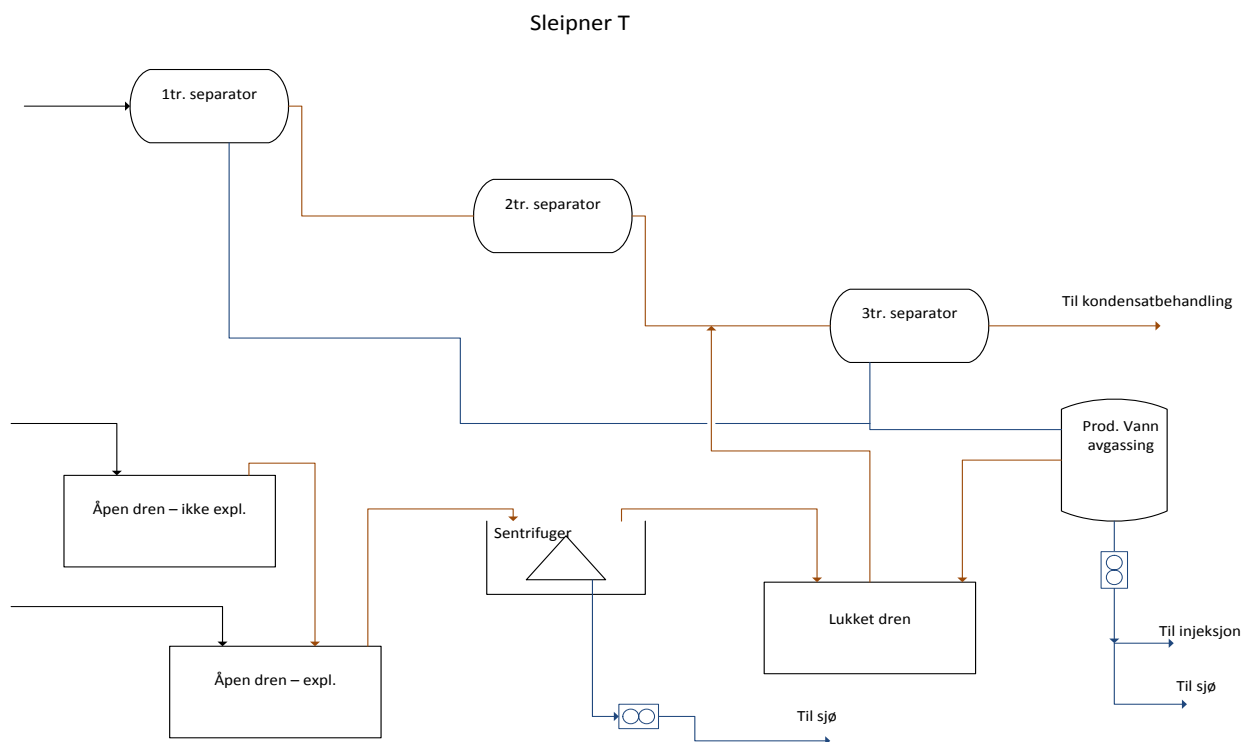 Sleipner T
1tr. separator
2tr. separator
3tr. separator
Til kondensatbehandling
Prod. Vann
avgassing
Åpen dren – ikke expl.
Sentrifuger
Lukket dren
Til injeksjon
Åpen dren – expl.
Til sjø
Til sjø